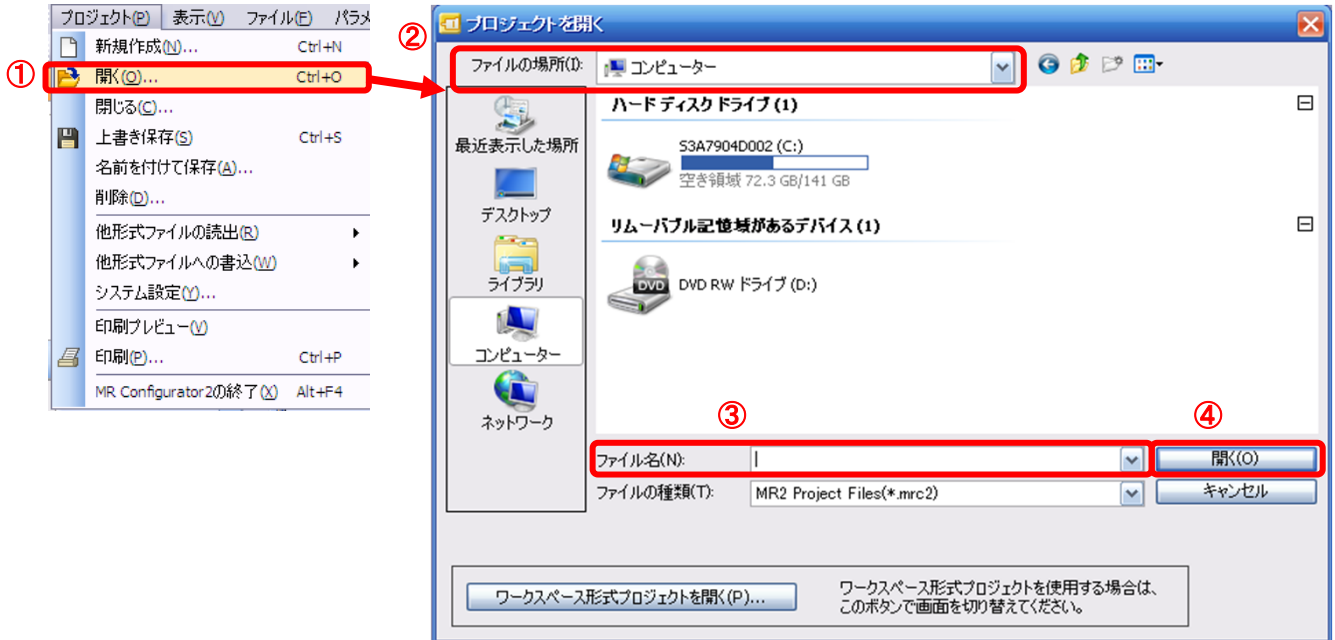 プロジェクト(P) 表示(V) ファイル(F) パラメ
新規作成(N)... Ctrl+N
① 開く(O)... Ctrl+O
閉じる(C)...
上書き保存(S) Ctrl+S
名前を付けて保存(A)...
削除(D)...
他形式ファイルの読出(R)
他形式ファイルへの書込(W)
システム設定(Y)...
印刷プレビュー(V)
印刷(P)... Ctrl+P
MR Configurator2の終了(X) Alt+F4
プロジェクトを開く
②
ファイルの場所(I): コンピューター
最近表示した場所
デスクトップ
ライブラリ
コンピューター
ネットワーク
ハード ディスク ドライブ (1)
S3A7904D002 (C:)
空き領域 72.3 GB/141 GB
リムーバブル記憶域があるデバイス (1)
DVD
DVD RW ドライブ (D:)
③ ④
ファイル名(N): 開く(O)
ファイルの種類(T): MR2 Project Files(*.mrc2) キャンセル
ワークスペース形式プロジェクトを開く(P)...
ワークスペース形式プロジェクトを使用する場合は、
このボタンで画面を切り替えてください。